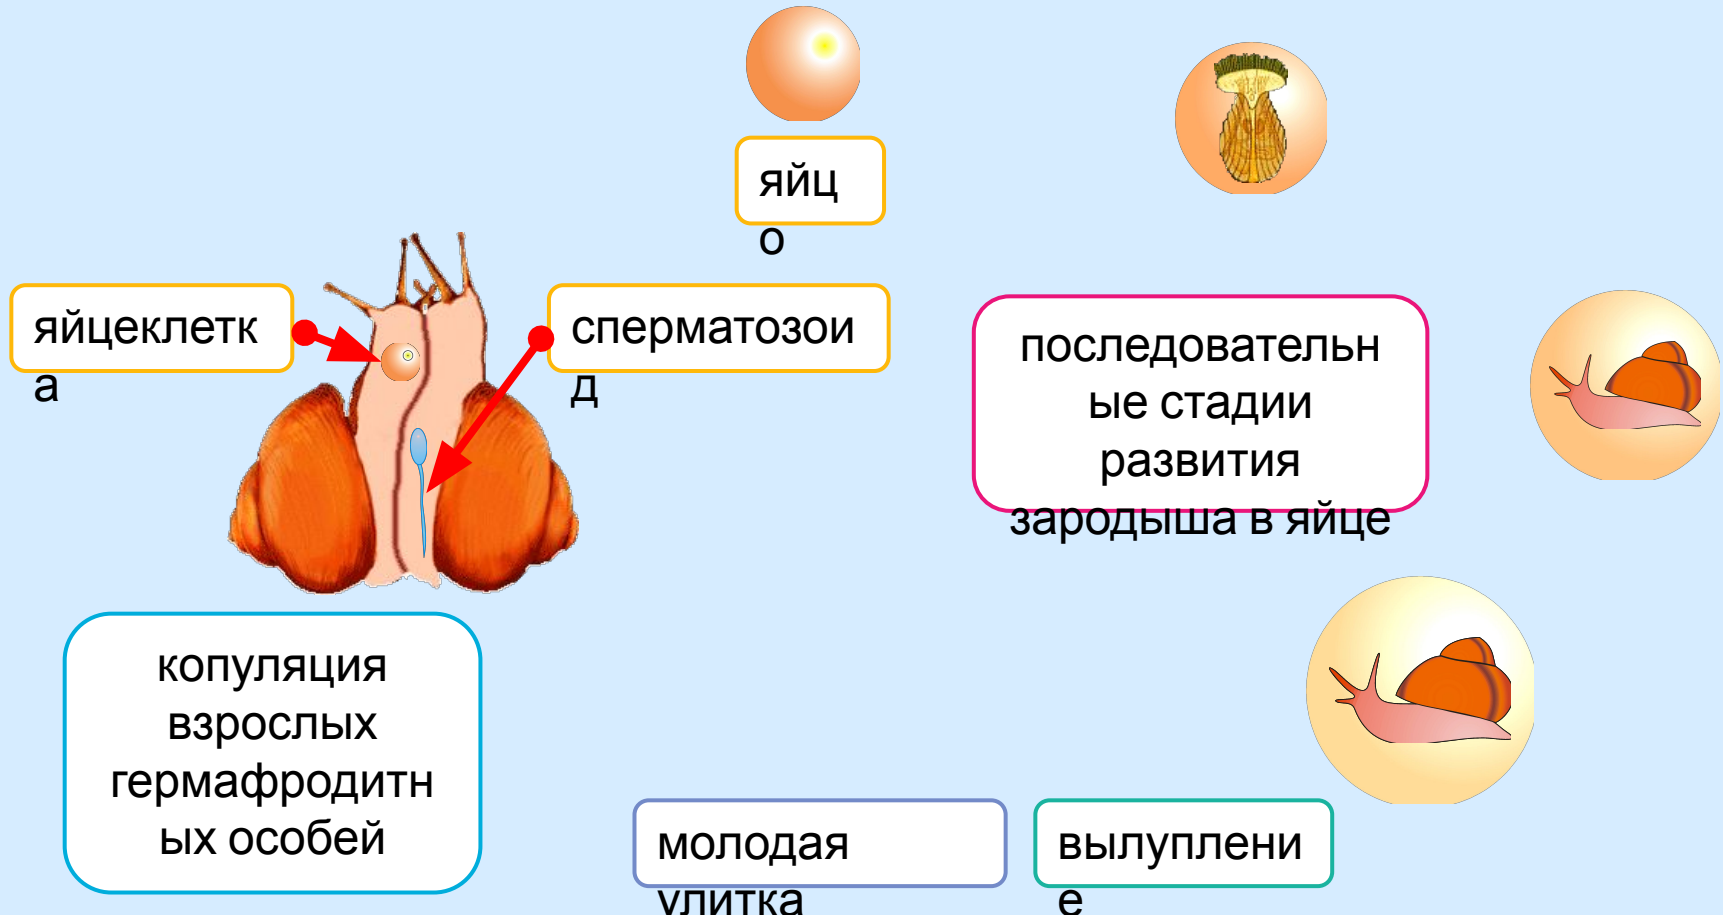 яйц
о
яйцеклетк
а
сперматозои
д
последовательн
ые стадии
развития
зародыша в яйце
копуляция
взрослых
гермафродитн
ых особей
молодая
улитка
вылуплени
е